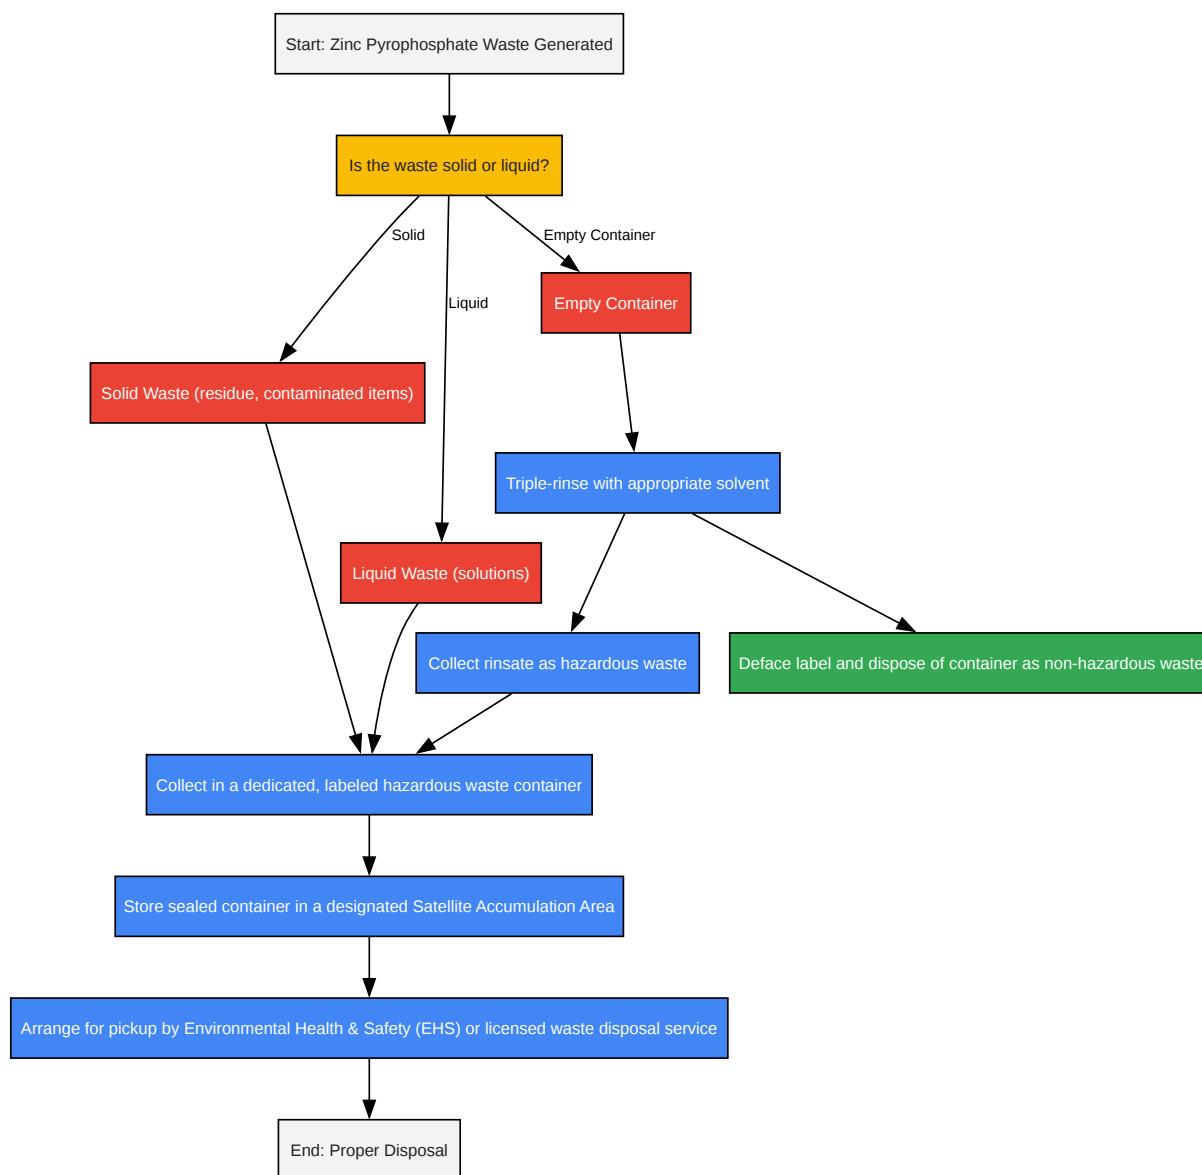 Start: Zinc Pyrophosphate Waste Generated
Is the waste solid or liquid?
Solid
Empty Container
Liquid
Empty Container
Solid Waste (residue, contaminated items)
Triple-rinse with appropriate solvent
Liquid Waste (solutions)
Collect rinsate as hazardous waste
Deface label and dispose of container as non-hazardous waste
Collect in a dedicated, labeled hazardous waste container
Store sealed container in a designated Satellite Accumulation Area
Arrange for pickup by Environmental Health & Safety (EHS) or licensed waste disposal service
End: Proper Disposal